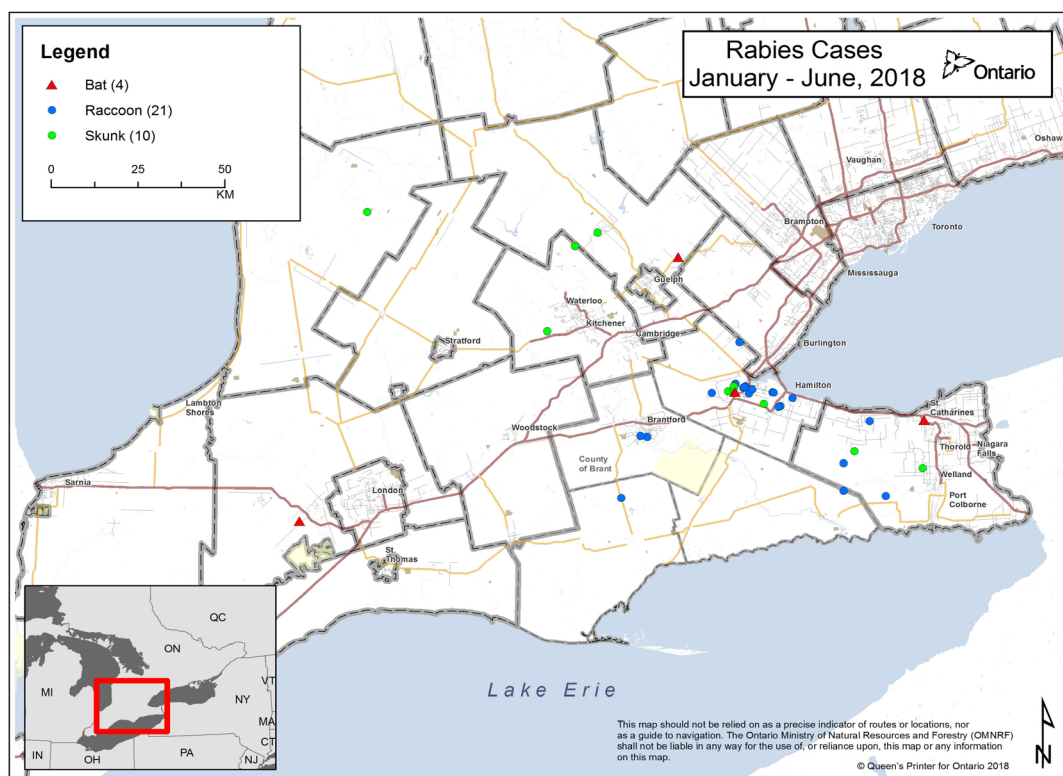 Legend
Bat (4)
Raccoon (21)
Skunk (10)
0 25 50
KM
Rabies Cases
January - June, 2018
Ontario
Oshaw
Vaughan
Brampton
Toronto
Mississauga
Guelph
Waterloo
Kitchener
Cambridge
Stratford
Burlington
Hamilton
Lambton
Shores
St.
Catharines
Woodstock
Brantford
Thorold
Niagara
Falls
County
of Brant
Welland
Sarnia
London
Port
Colborne
St.
Thomas
QC
ON
MI
VT
NY
MA
CT
PA
IN
OH
NJ
Lake Erie
This map should not be relied on as a precise indicator of routes or locations, nor
as a guide to navigation. The Ontario Ministry of Natural Resources and Forestry (OMNRF)
shall not be liable in any way for the use of, or reliance upon, this map or any information
on this map.
© Queen's Printer for Ontario 2018
N